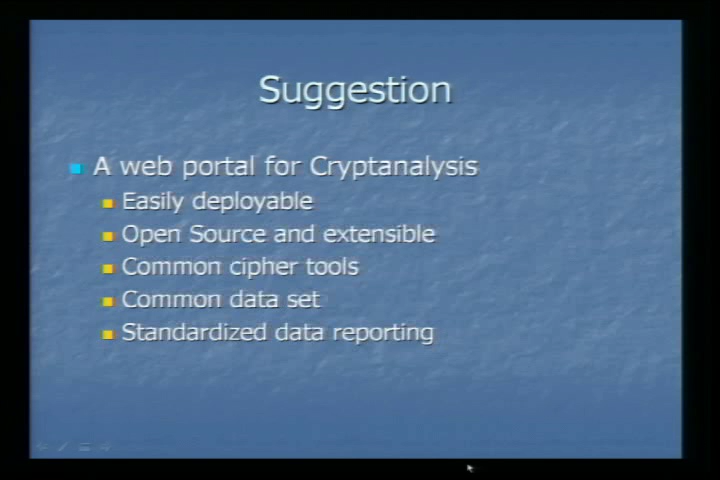 Suggestion
A web portal for Cryptanalysis
Easily deployable
Open Source and extensible
Common cipher tools
Common data set
Standardized data reporting